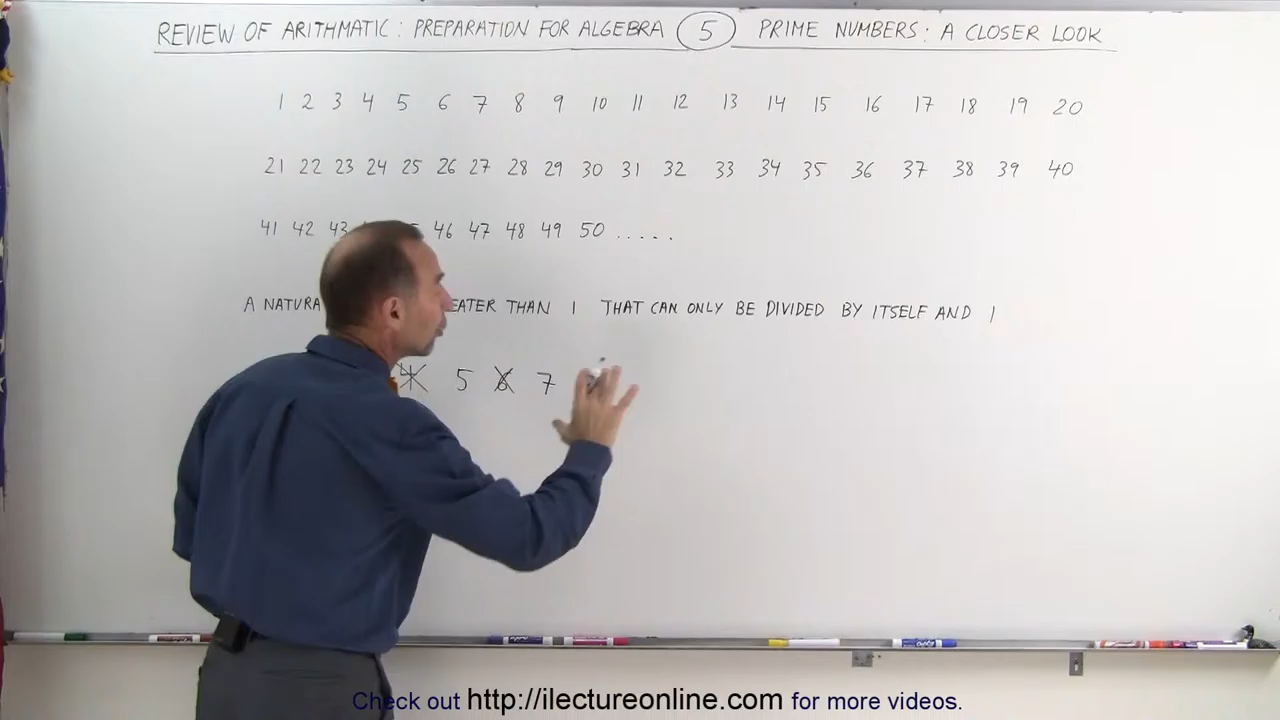 REVIEW OF ARITHMATIC: PREPARATION FOR ALGEBRA 5 PRIME NUMBERS: A CLOSER LOOK
1 2 3 4 5 6 7 8 9 10 11 12 13 14 15 16 17 18 19 20
21 22 23 24 25 26 27 28 29 30 31 32 33 34 35 36 37 38 39 40
41 42 43 46 47 48 49 50 .....
A THAN 1 THAT CAN ONLY BE DIVIDED BY ITSELF AND 1
4 5 6 7
Check out http://ilectureonline.com for more videos.